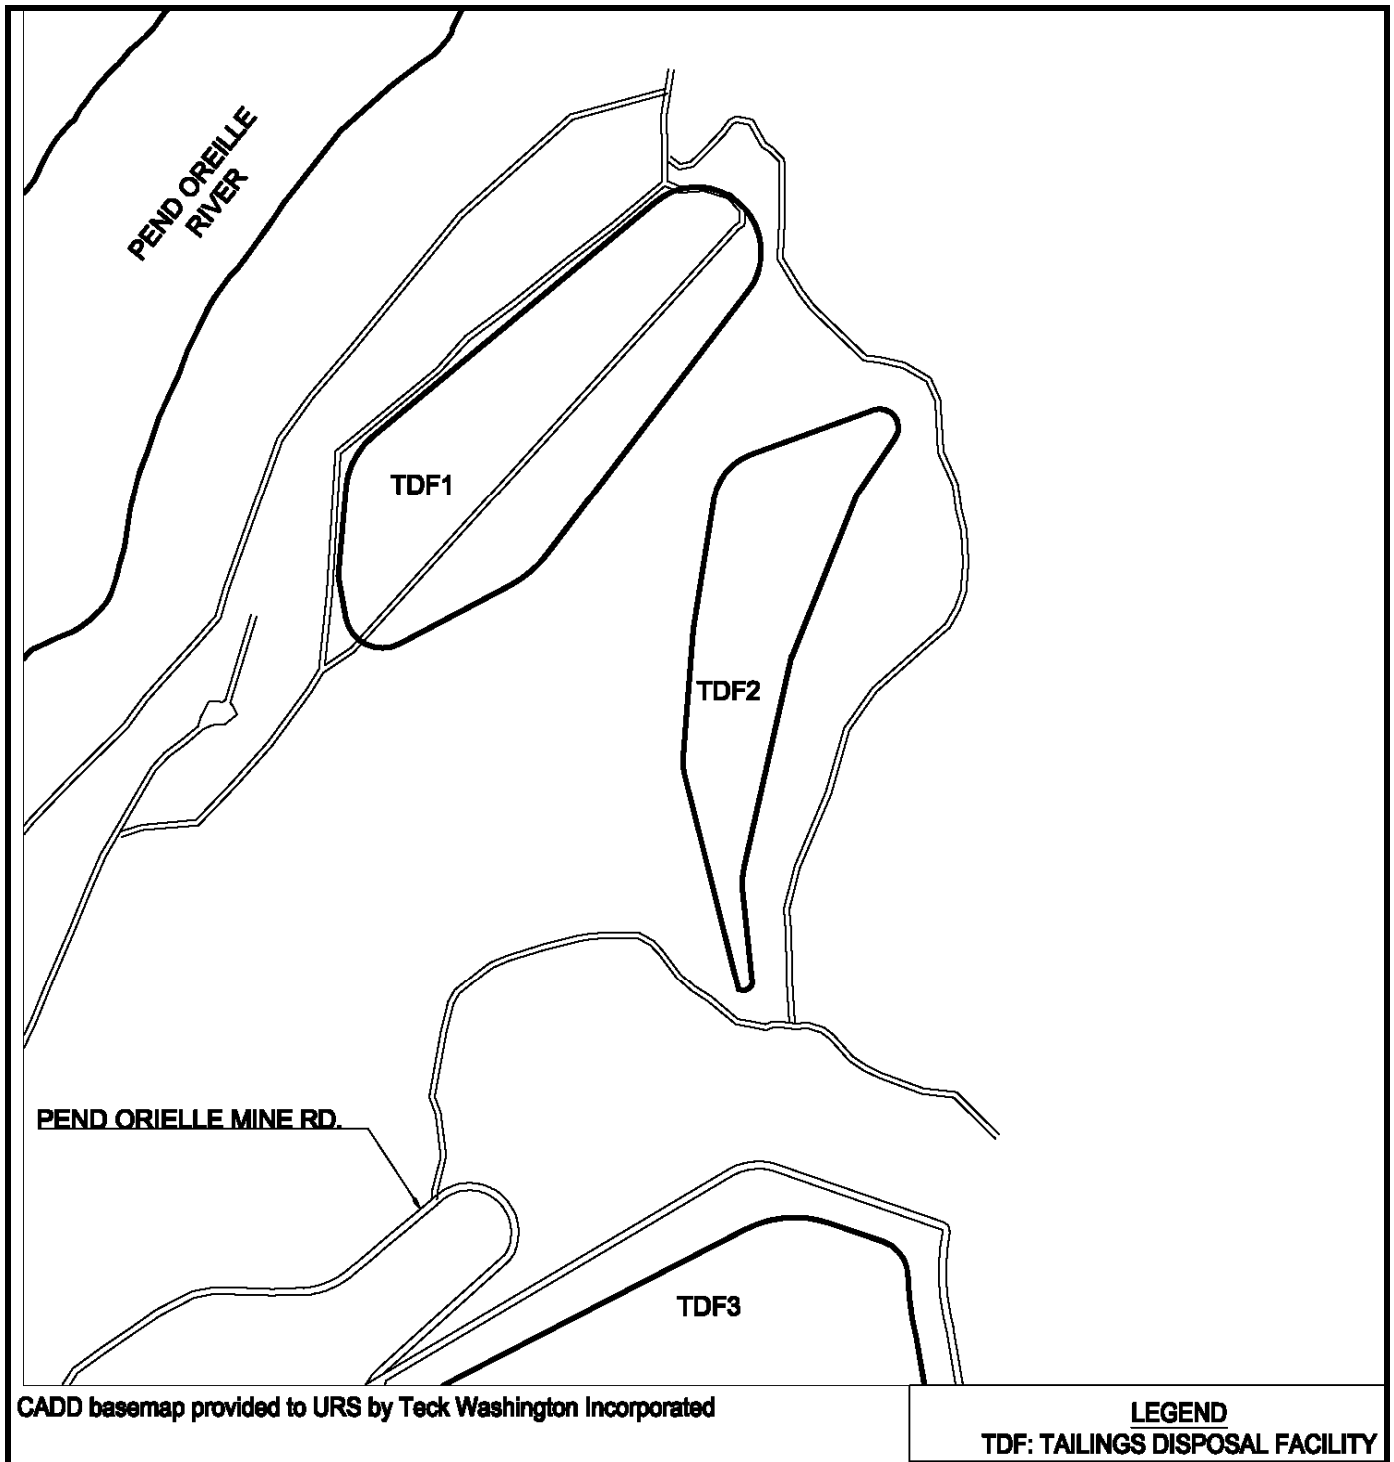 PEND OREILLE
RIVER
TDF1
TDF2
PEND ORIELLE MINE RD.
TDF3
CADD basemap provided to URS by Teck Washington Incorporated
LEGEND
TDF: TAILINGS DISPOSAL FACILITY